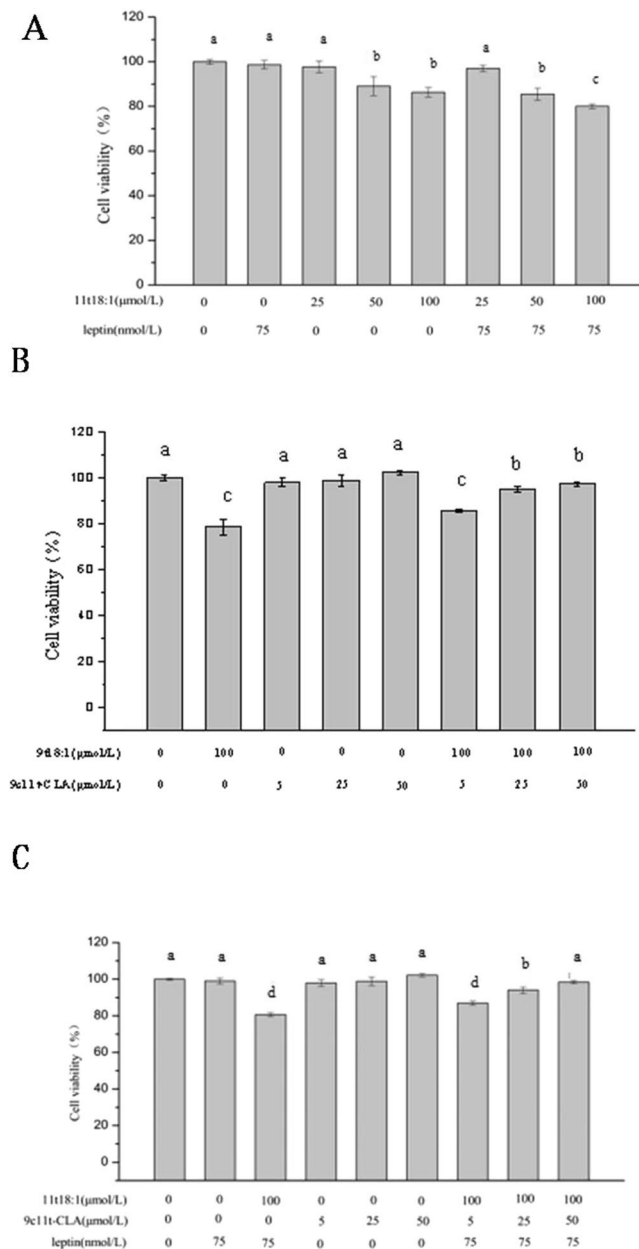 A
120
a a a b b a b c
100
80
60
40
20
0
Cell viability (%)
11t18:1(μmol/L) 0 0 25 50 100 25 50 100
leptin(nmol/L) 0 75 0 0 0 75 75 75
B
120
a c a a a c b b
100
80
60
40
20
0
Cell viability (%)
9t18:1(μmol/L) 0 100 0 0 0 100 100 100
9c11t-CLA(μmol/L) 0 0 5 25 50 5 25 50
C
120
a a d a a a d b a
100
80
60
40
20
0
Cell viability (%)
11t18:1(μmol/L) 0 0 100 0 0 0 100 100 100
9c11t-CLA(μmol/L) 0 0 0 5 25 50 5 25 50
leptin(nmol/L) 0 75 75 0 0 0 75 75 75